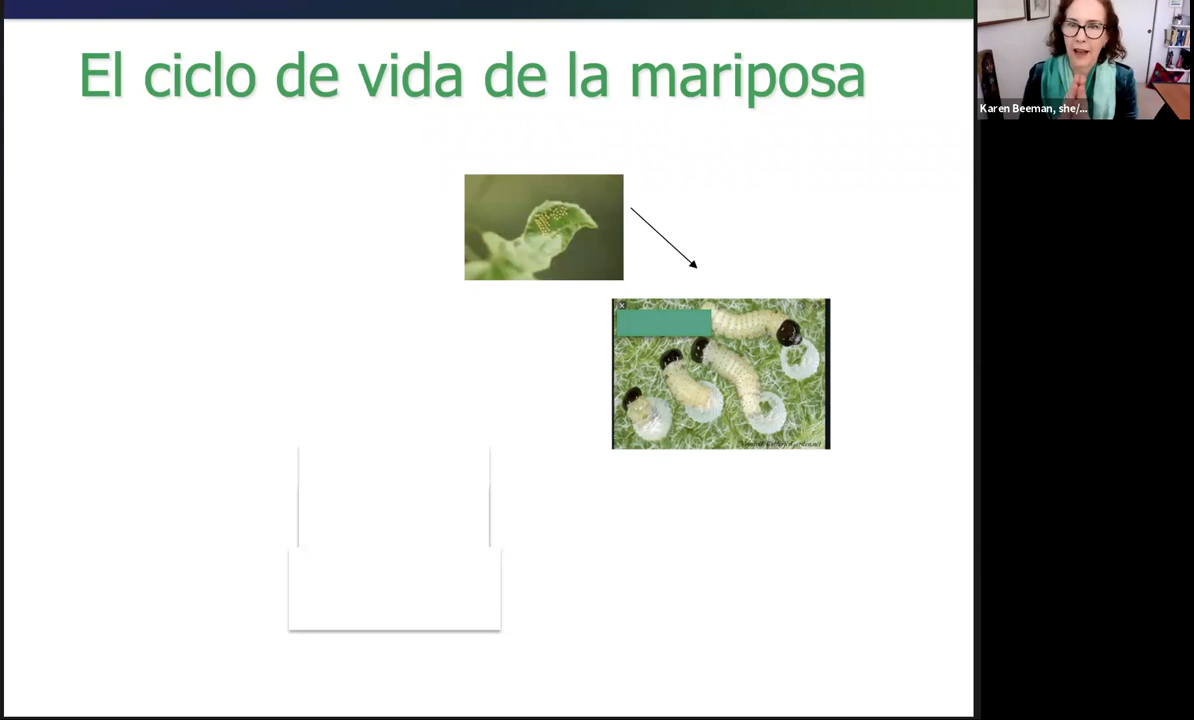 El ciclo de vida de la mariposa
Karen Beeman, she/...